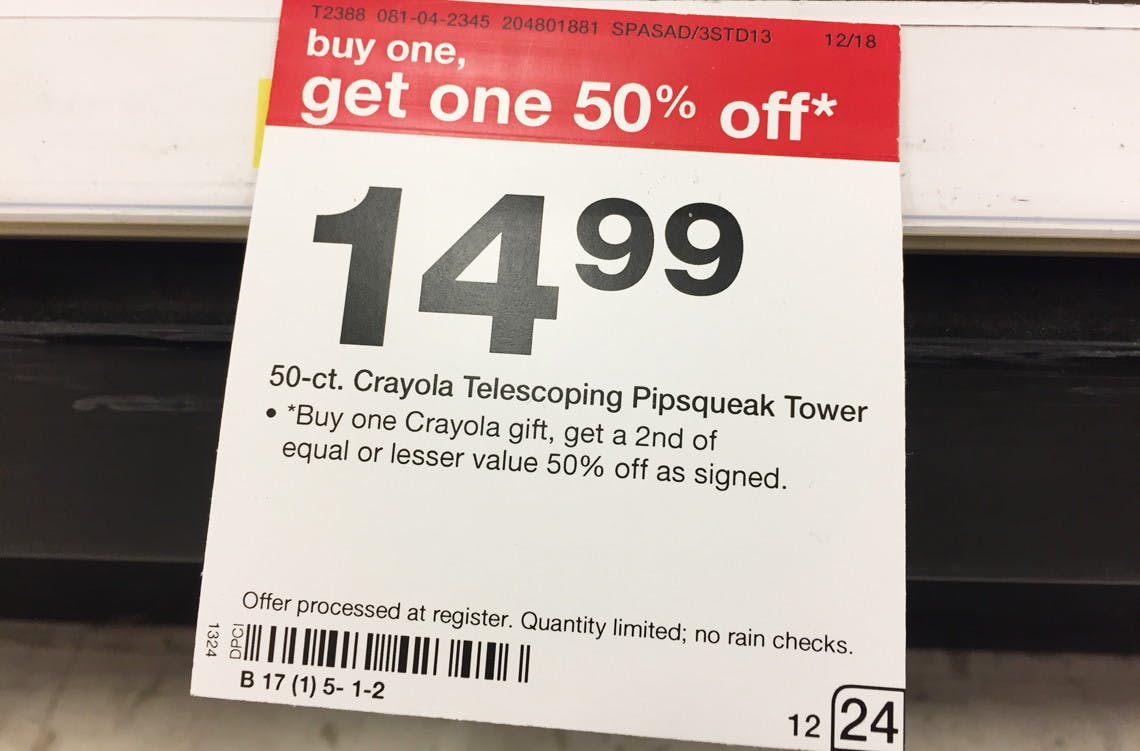 T2388 081-04-2345 204801881 SPASAD/3STD13 12/18
buy one,
get one 50% off*
14 99
50-ct. Crayola Telescoping Pipsqueak Tower
• *Buy one Crayola gift, get a 2nd of
equal or lesser value 50% off as signed.
Offer processed at register. Quantity limited; no rain checks.
1324
DPCI
B 17 (1) 5- 1-2
12 24